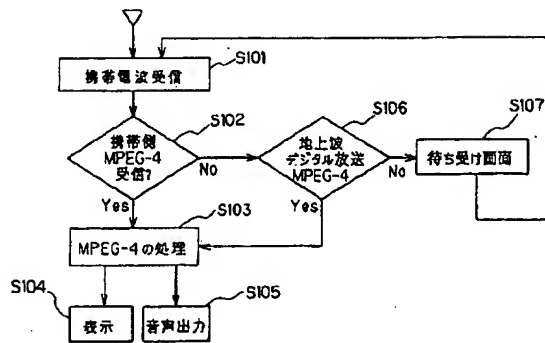 S101
携帯電波受信
S102
携帯側
MPEG-4
受信?
No
Yes
S106
地上波
デジタル放送
MPEG-4
No
Yes
S107
待ち受け画面
S103
MPEG-4の処理
S104
表示
S105
音声出力